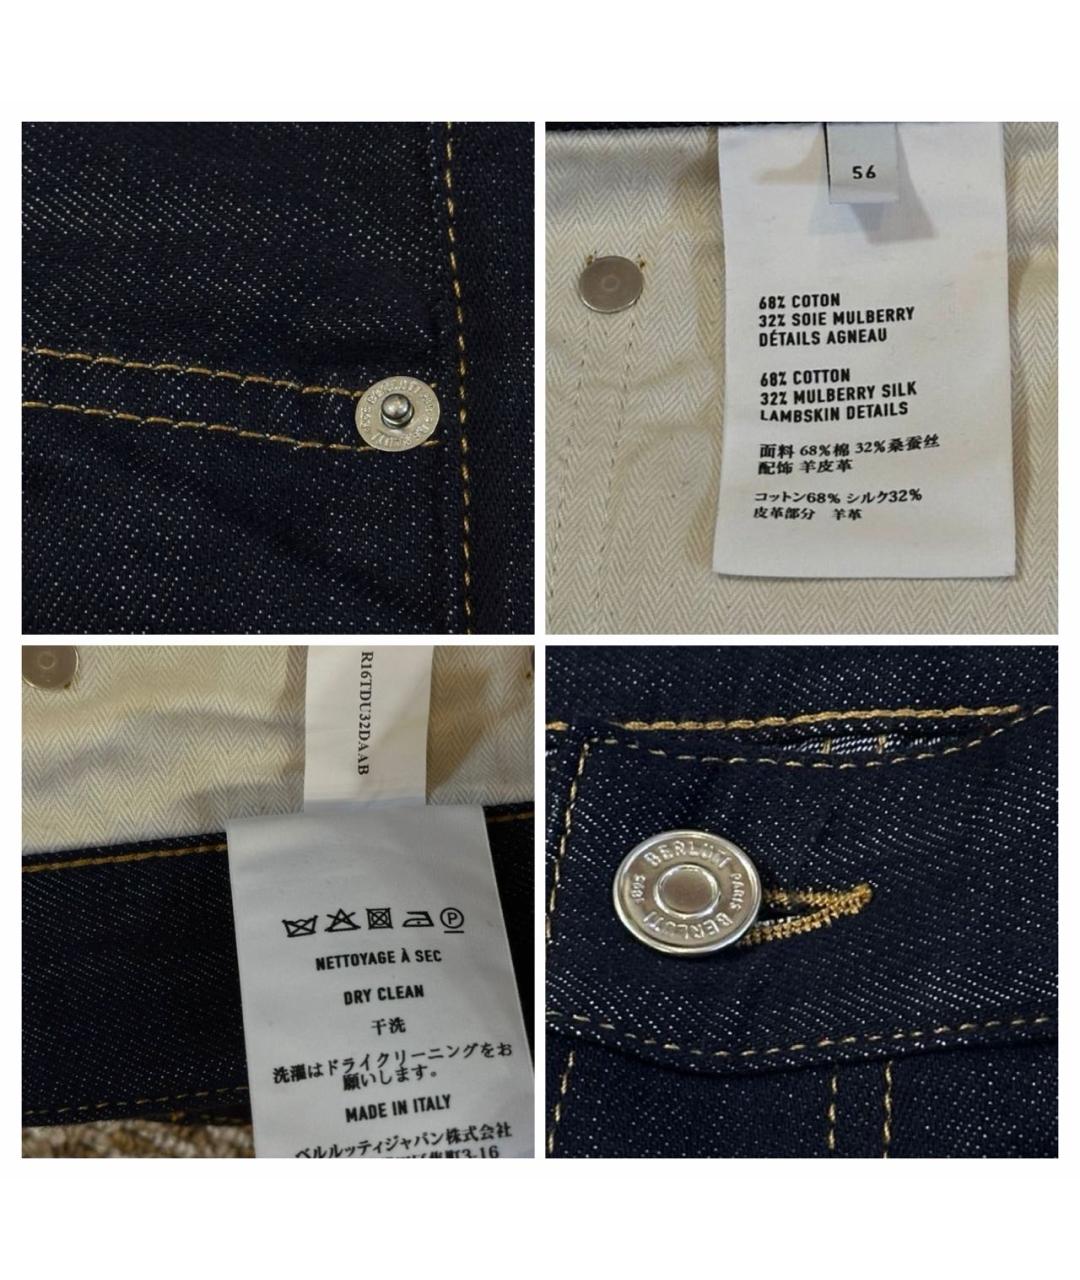 BERLUTI
56
68% COTON
32% SOIE MULBERRY
DÉTAILS AGNEAU
68% COTTON
32% MULBERRY SILK
LAMBSKIN DETAILS
面料 68%棉 32%桑蚕丝
配饰 羊皮革
コットン68% シルク32%
皮革部分 羊革
R16TDU32DAAB
P
NETTOYAGE À SEC
DRY CLEAN
干洗
洗濯はドライクリーニングをお
願いします。
MADE IN ITALY
ベルルッティジャパン株式会社
町3-16
BERLUTI PARIS BERLUTI 1895